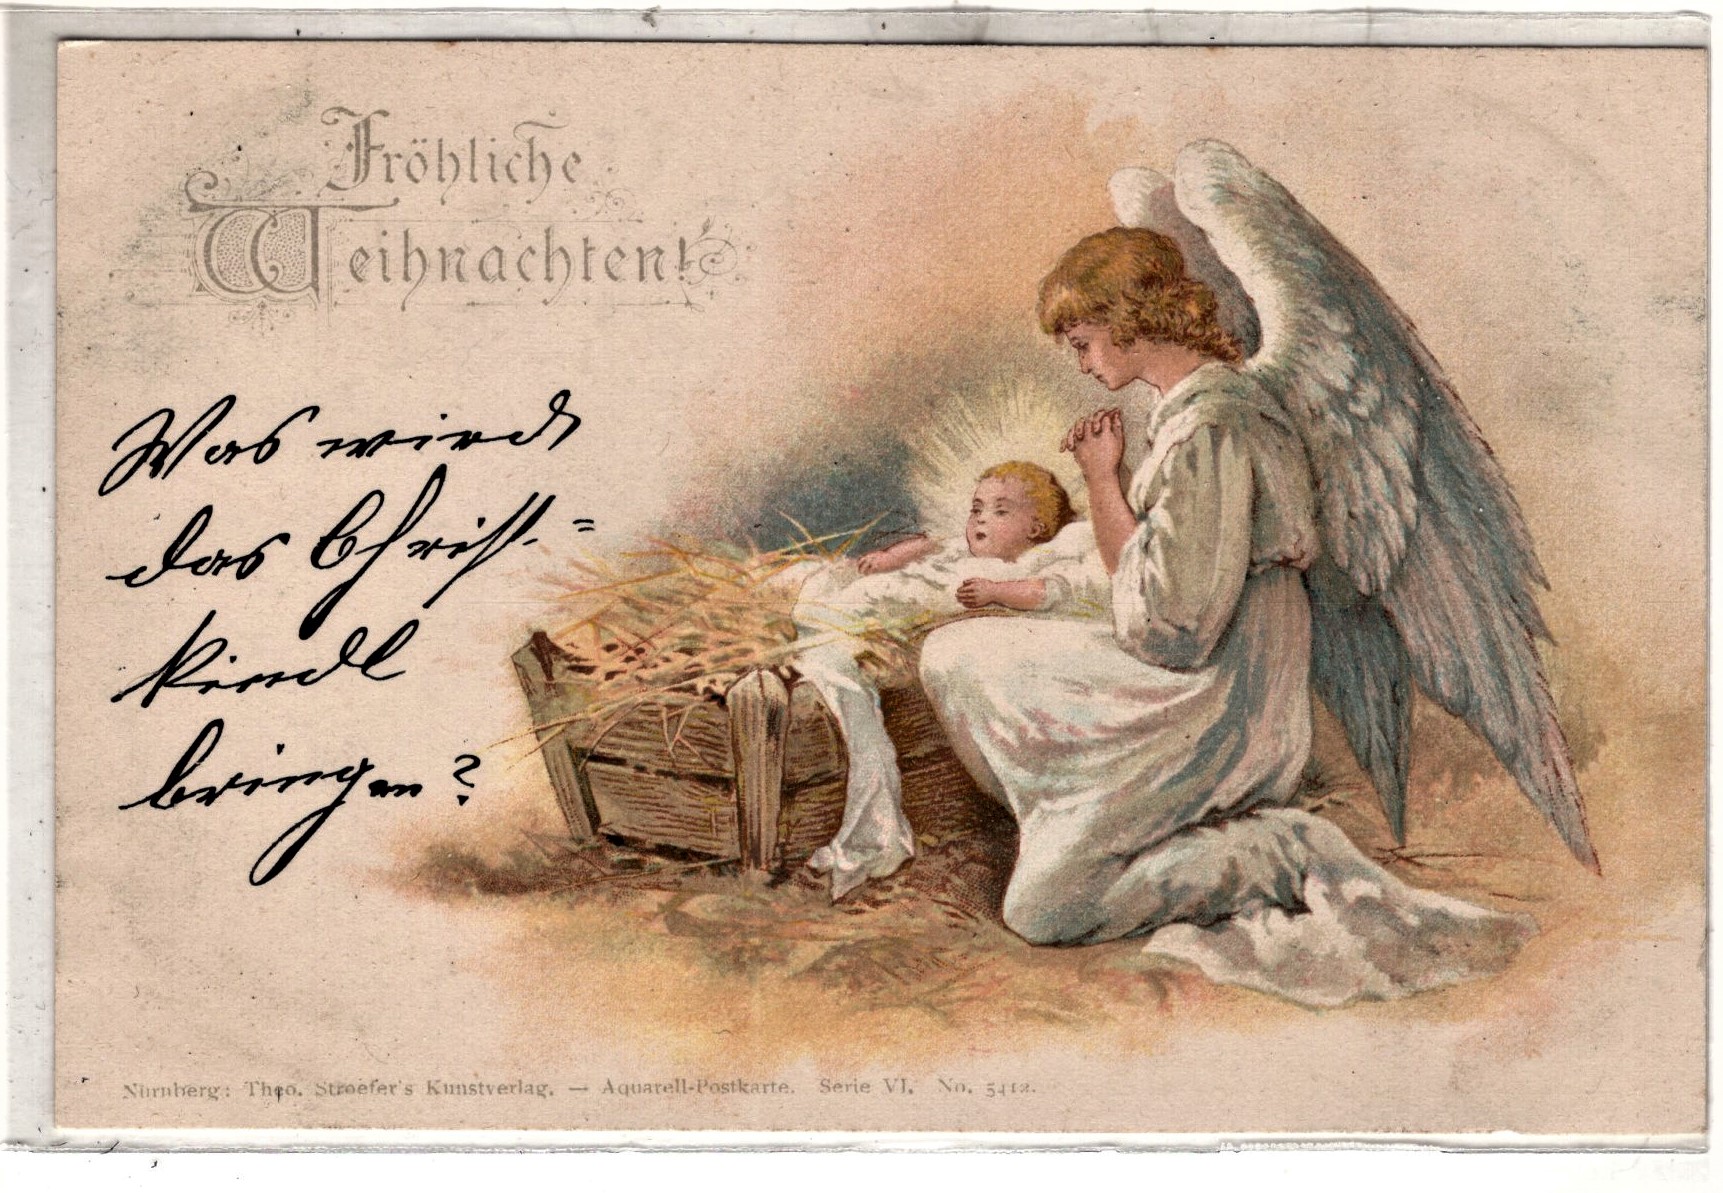 Fröhliche
Weihnachten!
Was wird
das Christ=
kindl
bringen?
Nürnberg: Theo. Stroefer's Kunstverlag. — Aquarell-Postkarte. Serie VI. No. 5412.